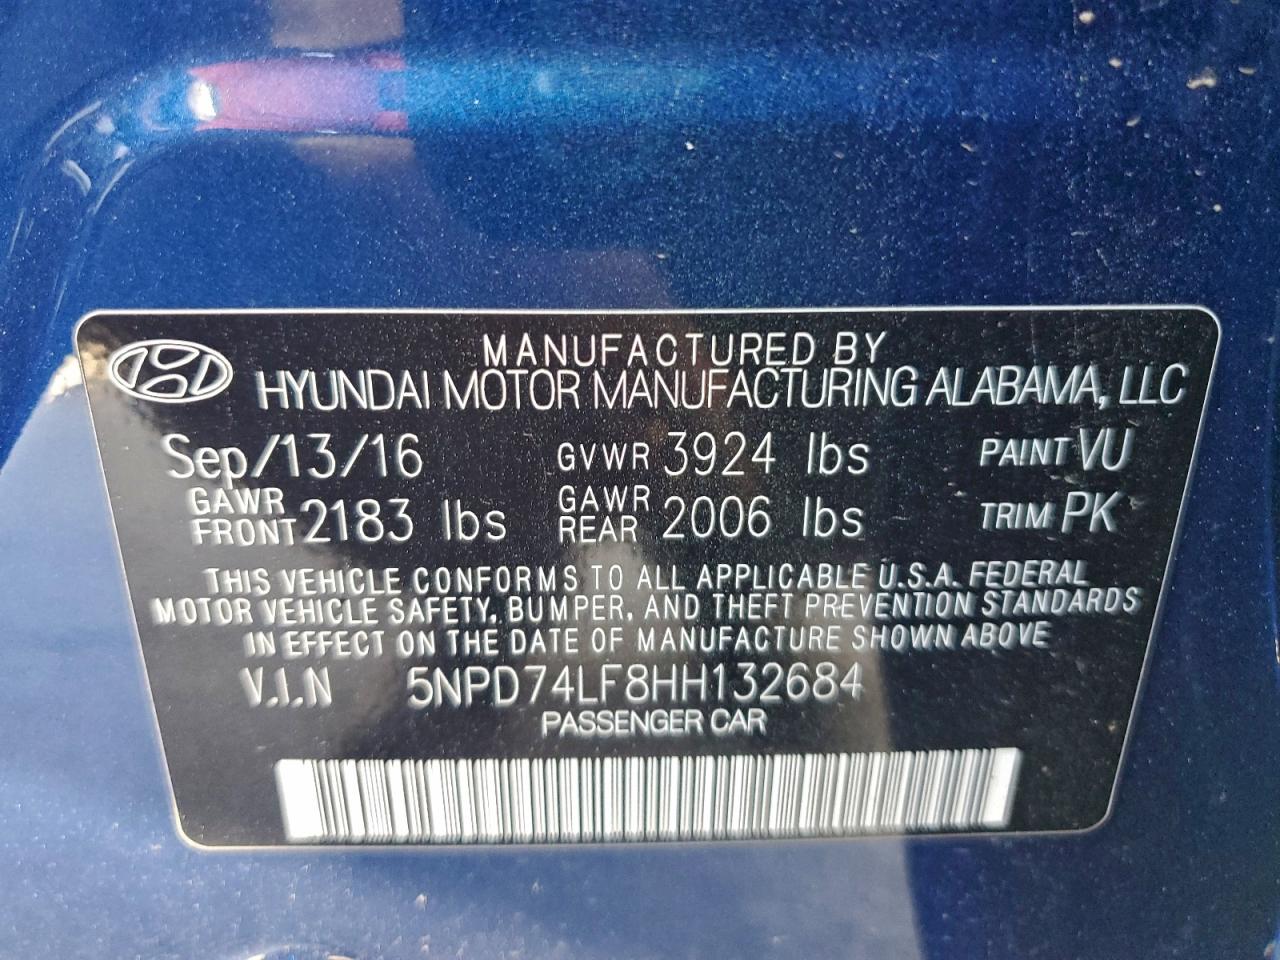 MANUFACTURED BY
HYUNDAI MOTOR MANUFACTURING ALABAMA, LLC
Sep/13/16 GVWR 3924 lbs PAINT VU
GAWR FRONT 2183 lbs GAWR REAR 2006 lbs TRIM PK
THIS VEHICLE CONFORMS TO ALL APPLICABLE U.S.A. FEDERAL
MOTOR VEHICLE SAFETY, BUMPER, AND THEFT PREVENTION STANDARDS
IN EFFECT ON THE DATE OF MANUFACTURE SHOWN ABOVE
V.I.N 5NPD74LF8HH132684
PASSENGER CAR